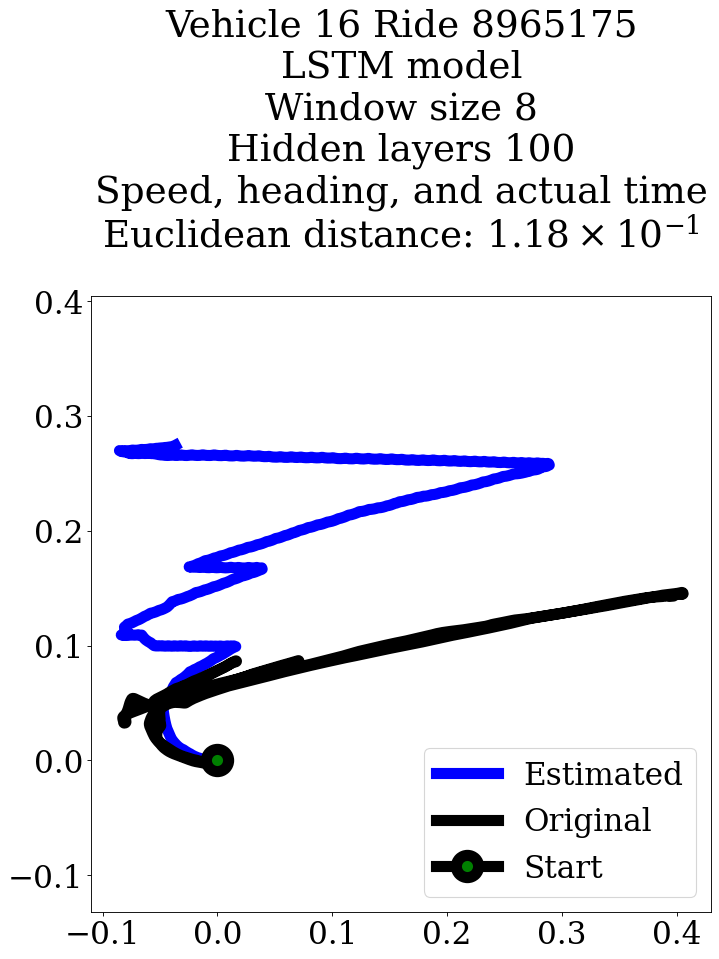 Vehicle 16 Ride 8965175
LSTM model
Window size 8
Hidden layers 100
Speed, heading, and actual time
Euclidean distance: 1.18 × 10⁻¹
0.4
0.3
0.2
0.1
0.0
−0.1
Estimated
Original
Start
−0.1 0.0 0.1 0.2 0.3 0.4